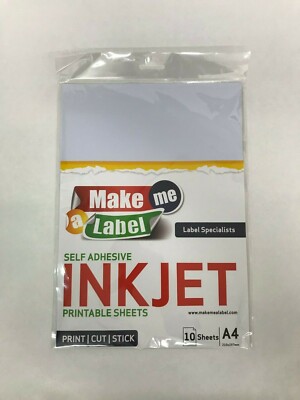 Make me
a Label
Label Specialists
SELF ADHESIVE
INKJET
PRINTABLE SHEETS
www.makemealabel.com
PRINT | CUT | STICK
10 Sheets A4
210x297mm